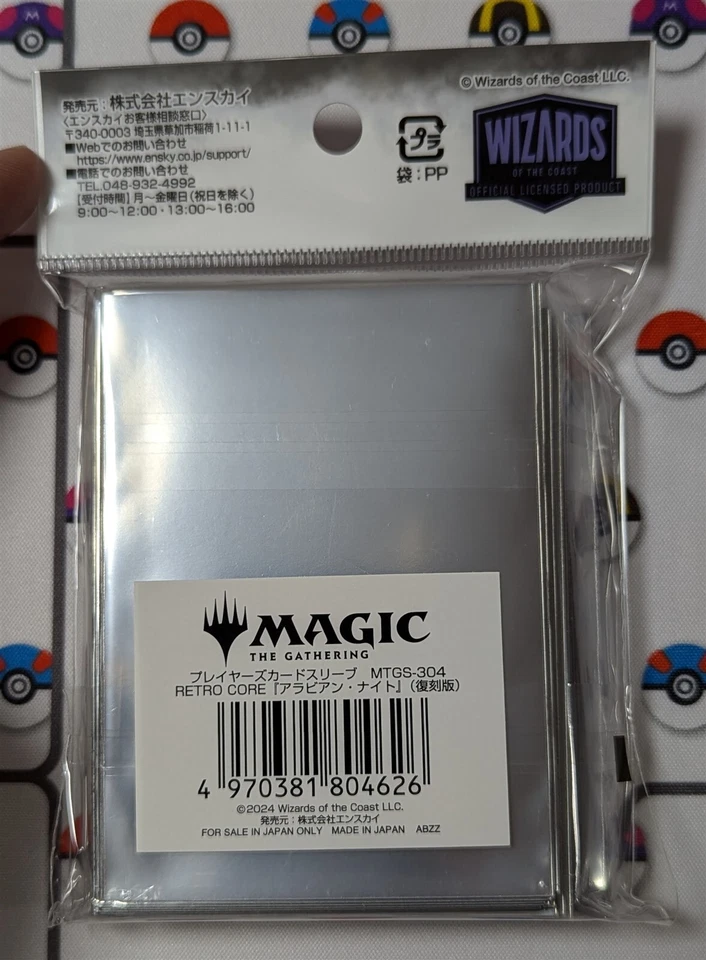 発売元：株式会社エンスカイ
〈エンスカイお客様相談窓口〉
〒340-0003 埼玉県草加市稲荷1-11-1
■Webでのお問い合わせ
https://www.ensky.co.jp/support/
■電話でのお問い合わせ
TEL.048-932-4992
[受付時間] 月〜金曜日(祝日を除く)
9:00〜12:00・13:00〜16:00
プラ
袋：PP
© Wizards of the Coast LLC.
WIZARDS
OF THE COAST
OFFICIAL LICENSED PRODUCT
MAGIC
THE GATHERING
プレイヤーズカードスリーブ MTGS-304
RETRO CORE『アラビアン・ナイト』(復刻版)
4 970381 804626
©2024 Wizards of the Coast LLC.
発売元：株式会社エンスカイ
FOR SALE IN JAPAN ONLY MADE IN JAPAN ABZZ